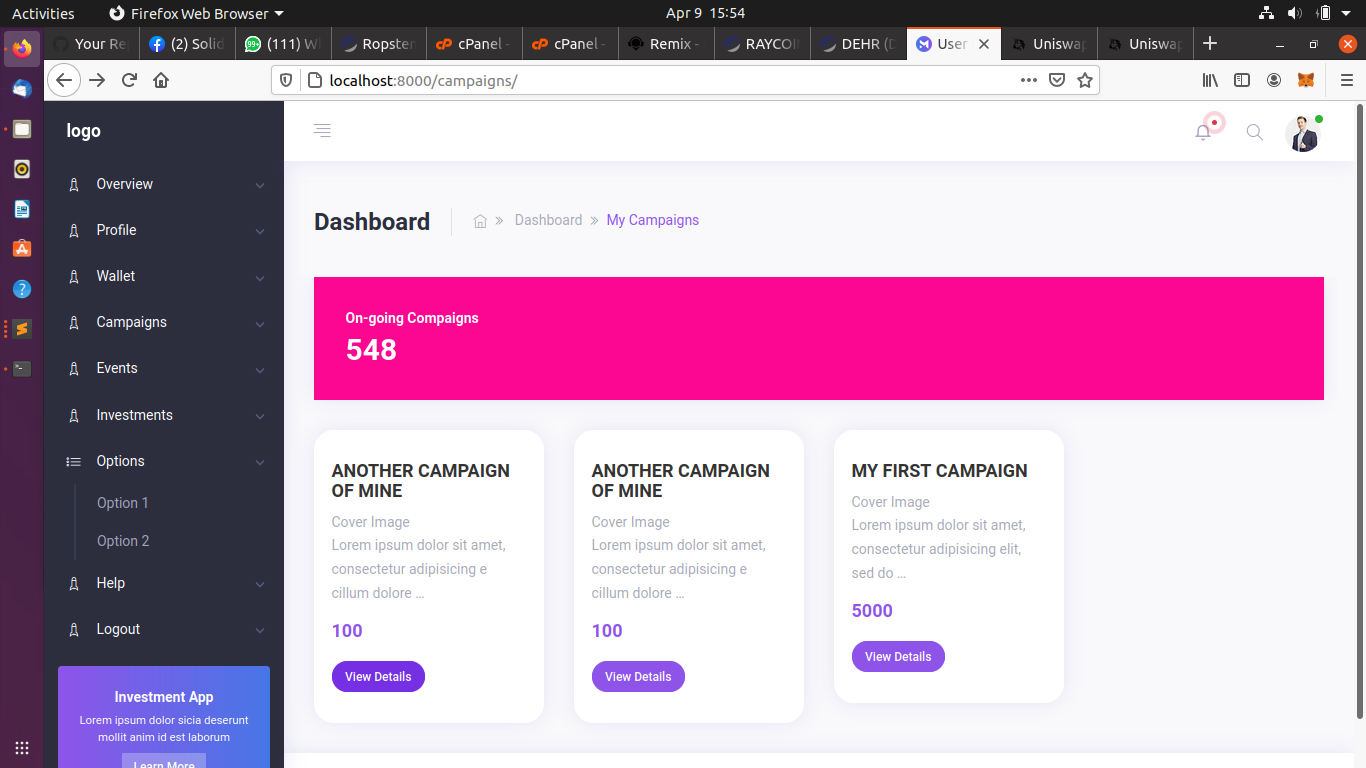 Activities
Firefox Web Browser
Apr 9 15:54
Your Re
(2) Solid
(111) W
Ropsten
cPanel -
cPanel -
Remix -
RAYCOI
DEHR (D
User
Uniswap
Uniswap
localhost:8000/campaigns/
logo
Overview
Profile
Wallet
Campaigns
Events
Investments
Options
Option 1
Option 2
Help
Logout
Investment App
Lorem ipsum dolor sicia deserunt
mollit anim id est laborum
Learn More
Dashboard
Dashboard
My Campaigns
On-going Compaigns
548
ANOTHER CAMPAIGN
OF MINE
Cover Image
Lorem ipsum dolor sit amet,
consectetur adipisicing e
cillum dolore ...
100
View Details
ANOTHER CAMPAIGN
OF MINE
Cover Image
Lorem ipsum dolor sit amet,
consectetur adipisicing e
cillum dolore ...
100
View Details
MY FIRST CAMPAIGN
Cover Image
Lorem ipsum dolor sit amet,
consectetur adipisicing elit,
sed do ...
5000
View Details